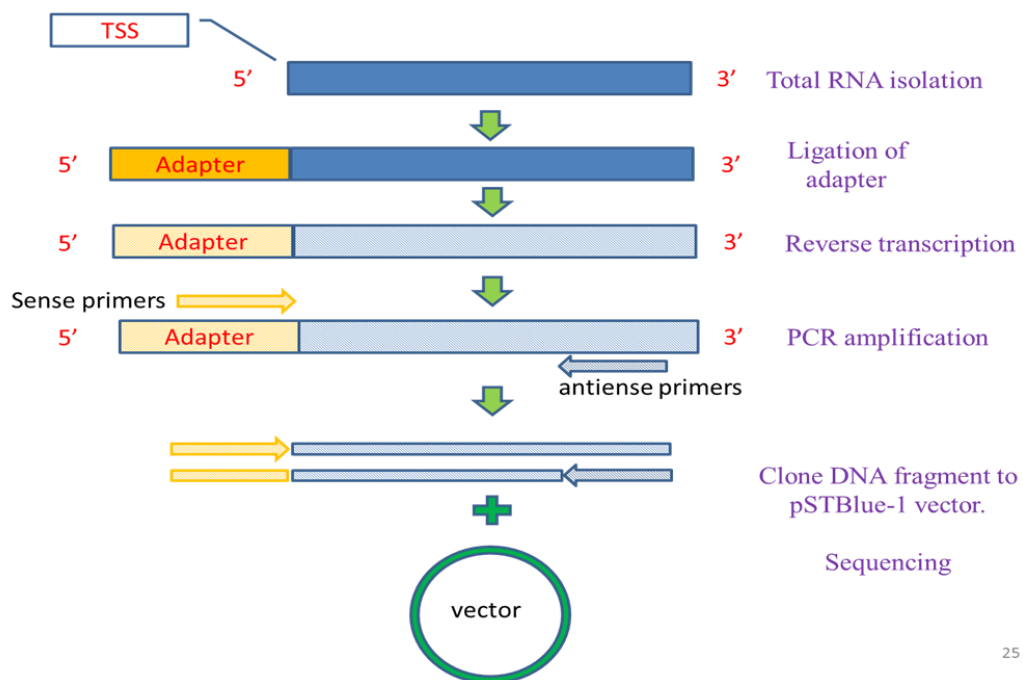 TSS
5’
3’
Total RNA isolation
5’
Adapter
3’
Ligation of
adapter
5’
Adapter
3’
Reverse transcription
Sense primers
5’
Adapter
3’
PCR amplification
antiense primers
Clone DNA fragment to
pSTBlue-1 vector.
Sequencing
vector
25